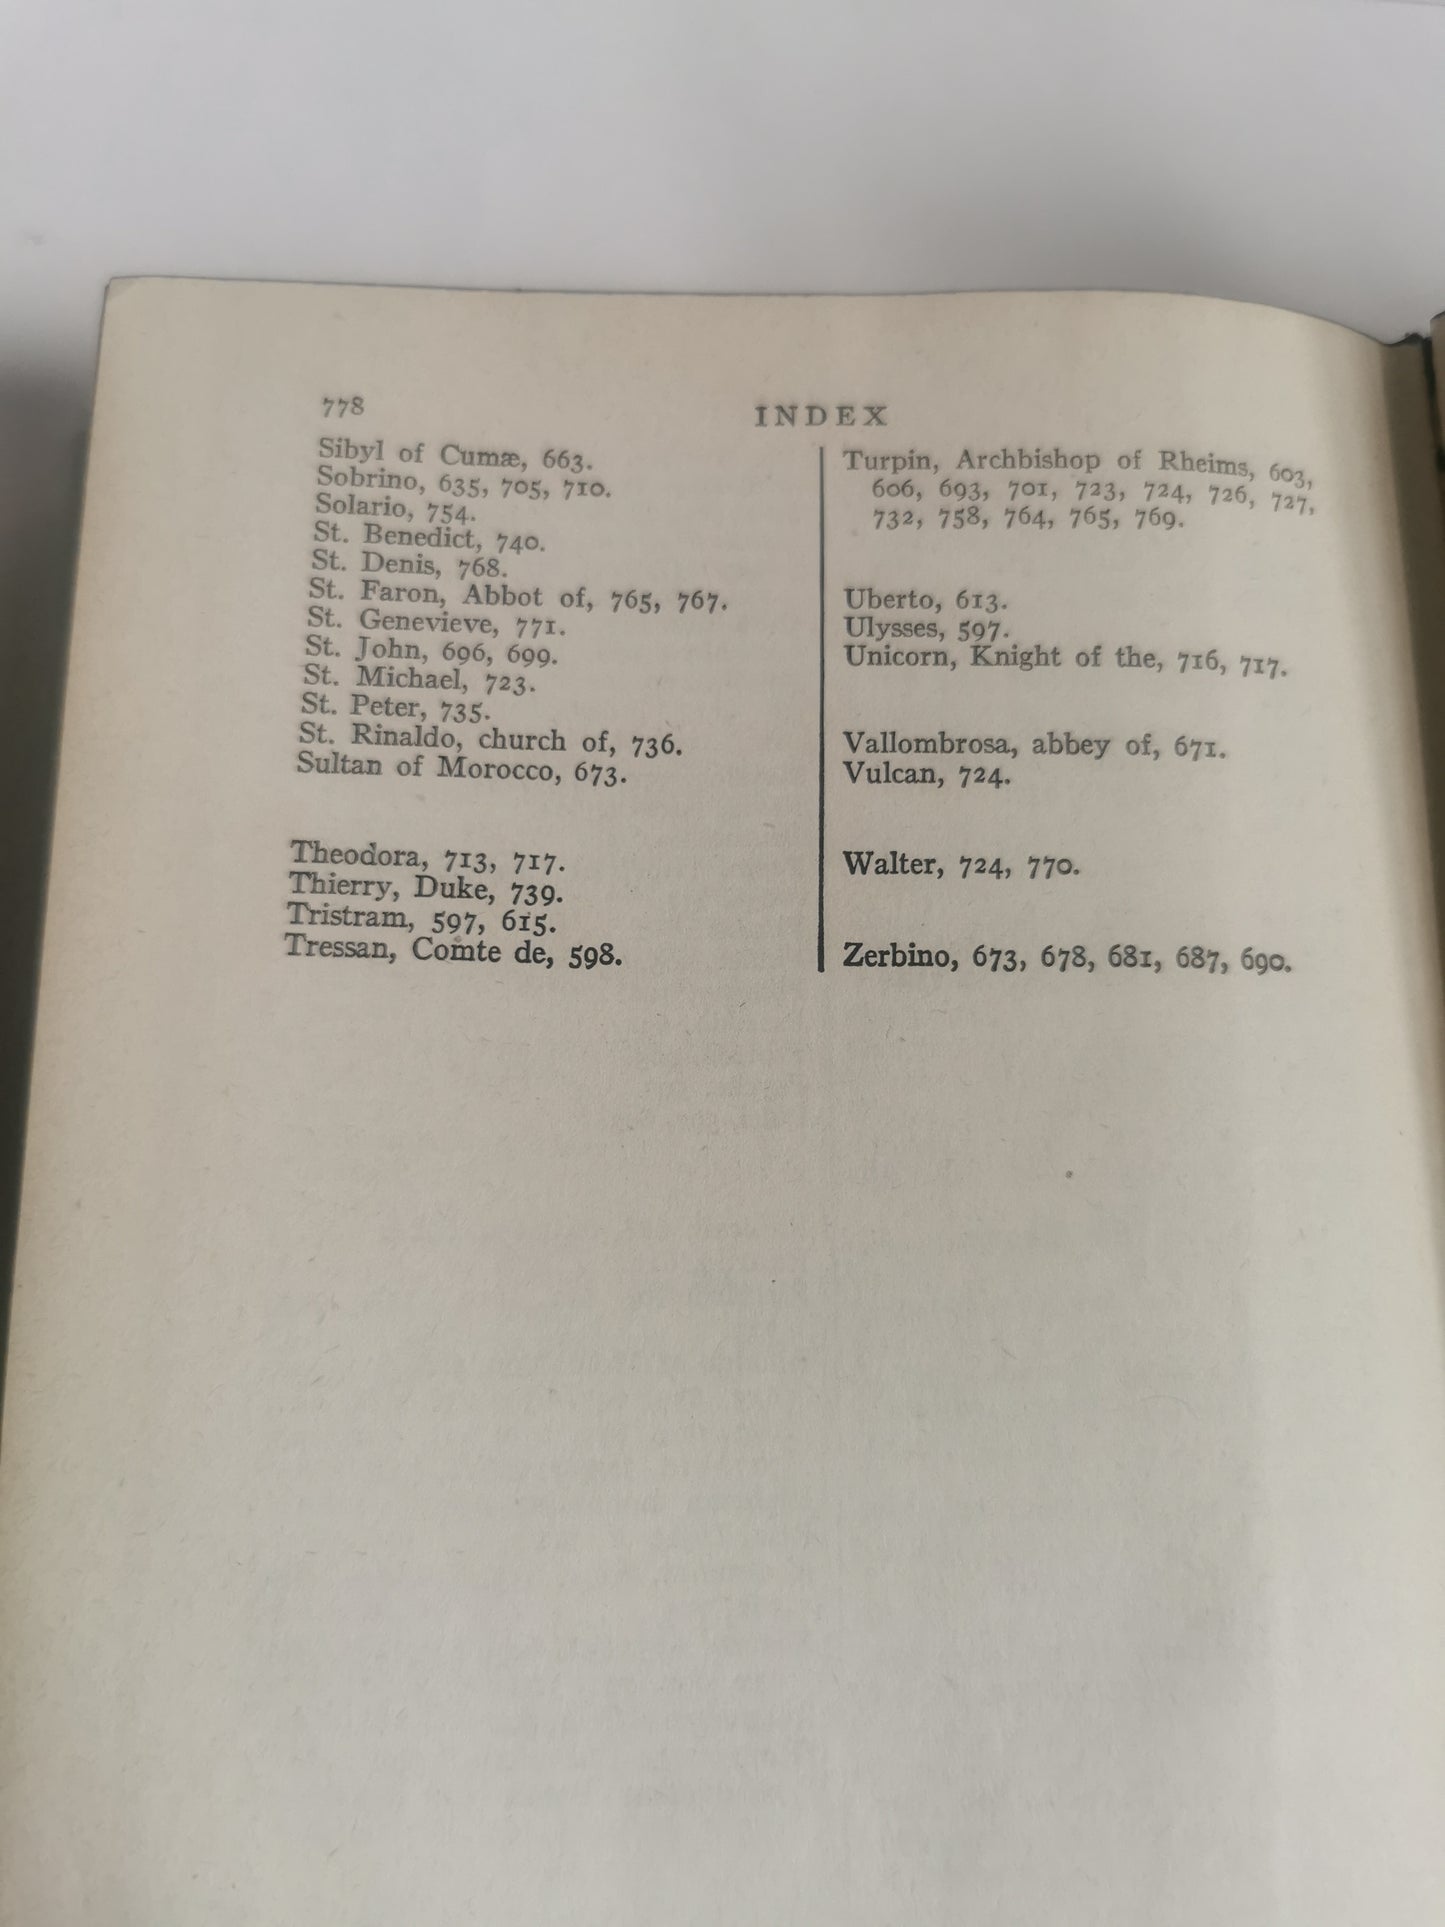 778
INDEX
Sibyl of Cumæ, 663.
Sobrino, 635, 705, 710.
Solario, 754.
St. Benedict, 740.
St. Denis, 768.
St. Faron, Abbot of, 765, 767.
St. Genevieve, 771.
St. John, 696, 699.
St. Michael, 723.
St. Peter, 735.
St. Rinaldo, church of, 736.
Sultan of Morocco, 673.
Theodora, 713, 717.
Thierry, Duke, 739.
Tristram, 597, 615.
Tressan, Comte de, 598.
Turpin, Archbishop of Rheims, 603,
606, 693, 701, 723, 724, 726, 727,
732, 758, 764, 765, 769.
Uberto, 613.
Ulysses, 597.
Unicorn, Knight of the, 716, 717.
Vallombrosa, abbey of, 671.
Vulcan, 724.
Walter, 724, 770.
Zerbino, 673, 678, 681, 687, 690.